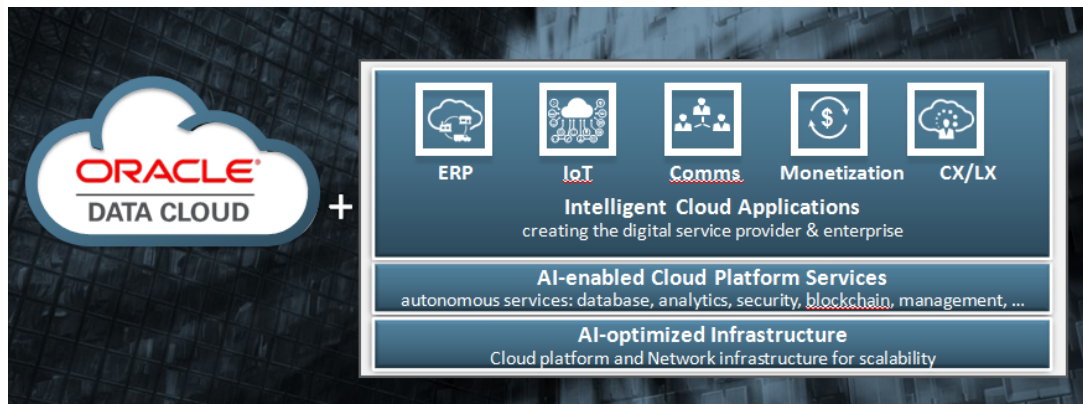 ORACLE®
DATA CLOUD
+
ERP
IoT
Comms
Monetization
CX/LX
Intelligent Cloud Applications
creating the digital service provider & enterprise
AI-enabled Cloud Platform Services
autonomous services: database, analytics, security, blockchain, management, ...
AI-optimized Infrastructure
Cloud platform and Network infrastructure for scalability